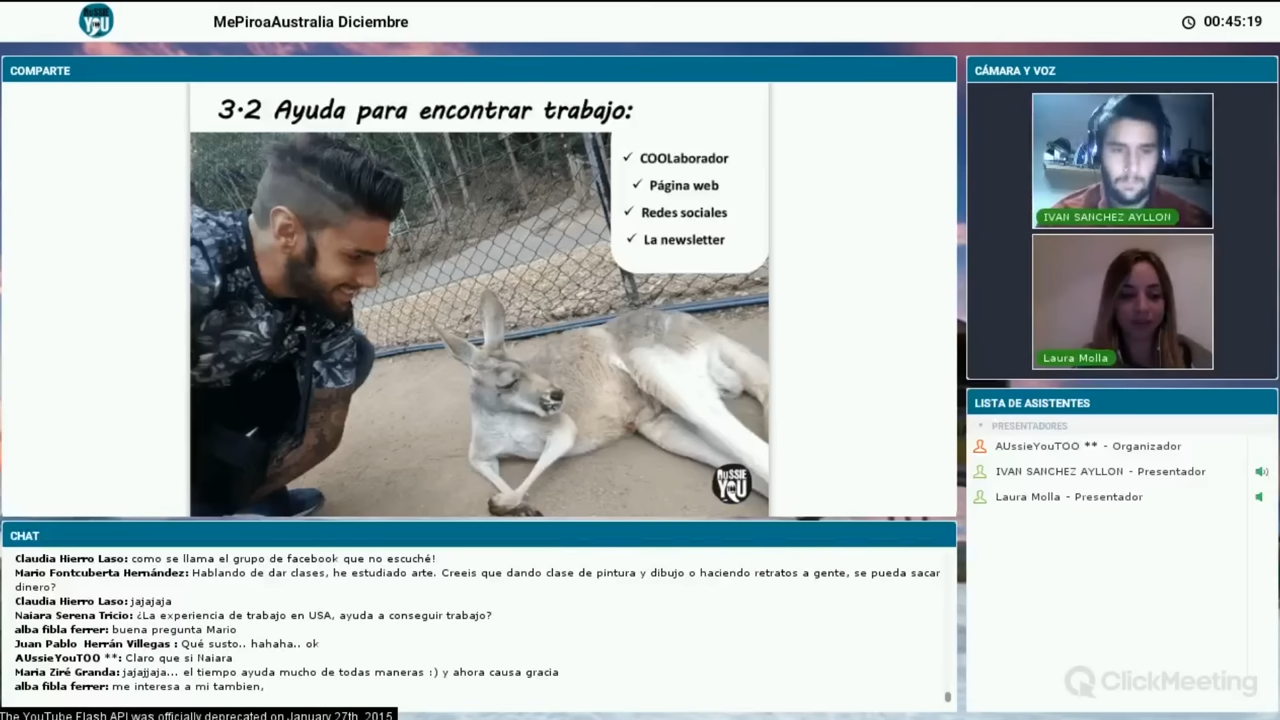 AUSSIE YOU TOO
MePiroaAustralia Diciembre
00:45:19
COMPARTE
3·2 Ayuda para encontrar trabajo:
✓ COOLaborador
✓ Página web
✓ Redes sociales
✓ La newsletter
AUSSIE YOU TOO
CÁMARA Y VOZ
IVAN SANCHEZ AYLLON
Laura Molla
LISTA DE ASISTENTES
PRESENTADORES
AUssieYouTOO ** - Organizador
IVAN SANCHEZ AYLLON - Presentador
Laura Molla - Presentador
CHAT
Claudia Hierro Laso: como se llama el grupo de facebook que no escuché!
Mario Fontcuberta Hernández: Hablando de dar clases, he estudiado arte. Creeis que dando clase de pintura y dibujo o haciendo retratos a gente, se pueda sacar
dinero?
Claudia Hierro Laso: jajajaja
Naiara Serena Tricio: ¿La experiencia de trabajo en USA, ayuda a conseguir trabajo?
alba fibla ferrer: buena pregunta Mario
Juan Pablo Herrán Villegas : Qué susto.. hahaha.. ok
AUssieYouTOO **: Claro que si Naiara
Maria Ziré Granda: jajajjaja... el tiempo ayuda mucho de todas maneras :) y ahora causa gracia
alba fibla ferrer: me interesa a mi tambien,
ClickMeeting
The YouTube Flash API was officially deprecated on January 27th, 2015